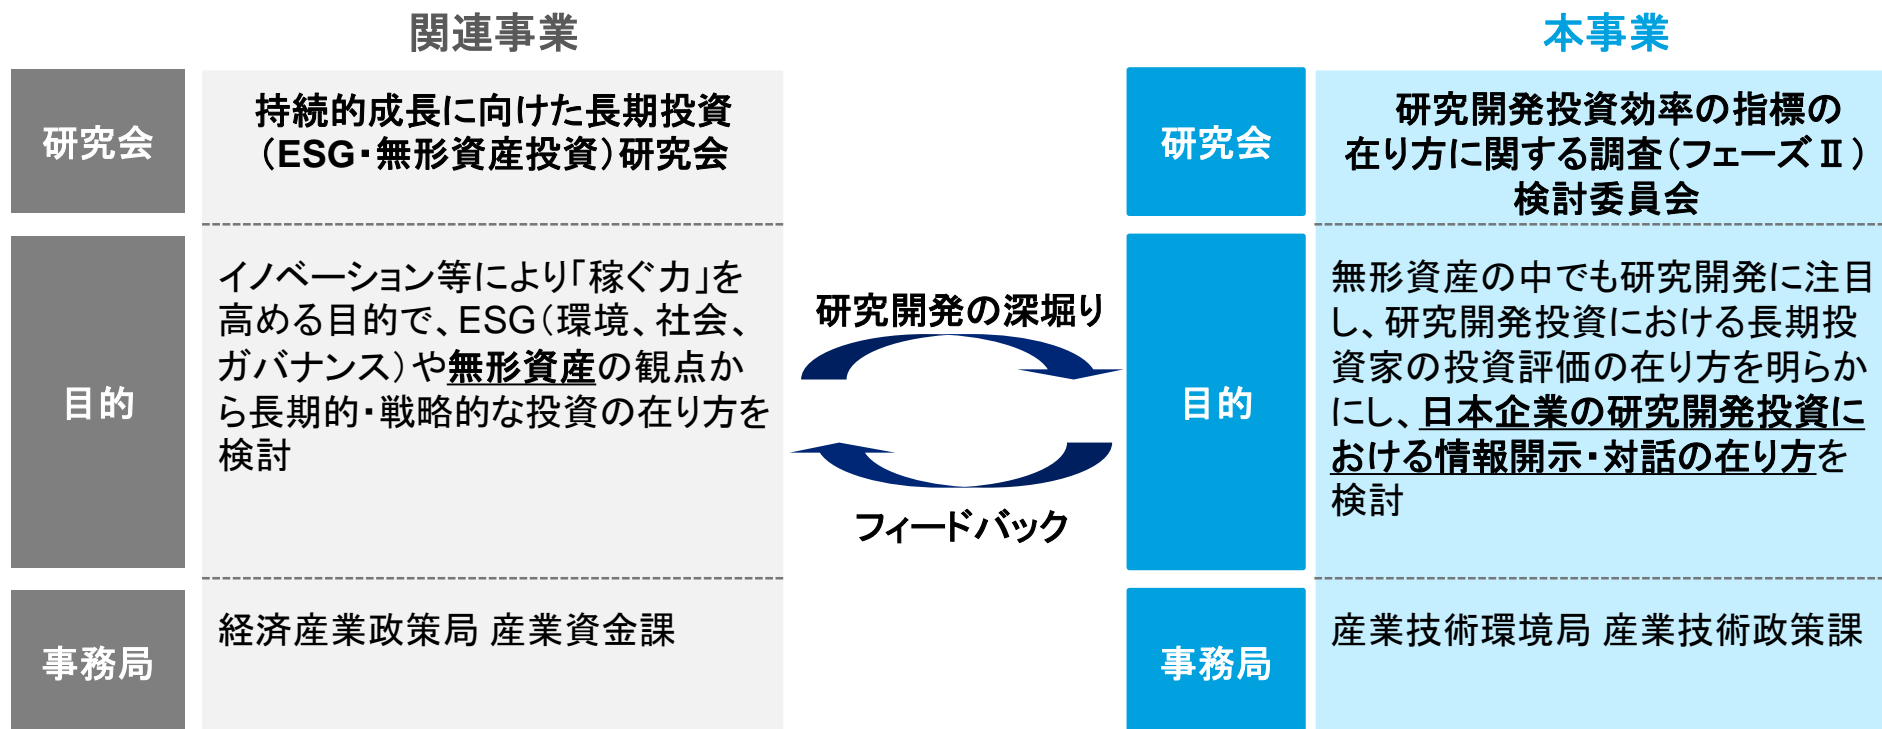 関連事業
研究会
持続的成長に向けた長期投資
（ESG・無形資産投資）研究会
目的
イノベーション等により「稼ぐ力」を
高める目的で、ESG（環境、社会、
ガバナンス）や無形資産の観点か
ら長期的・戦略的な投資の在り方を
検討
事務局
経済産業政策局 産業資金課
研究開発の深堀り
フィードバック
本事業
研究会
研究開発投資効率の指標の
在り方に関する調査（フェーズⅡ）
検討委員会
目的
無形資産の中でも研究開発に注目
し、研究開発投資における長期投
資家の投資評価の在り方を明らか
にし、日本企業の研究開発投資に
おける情報開示・対話の在り方を
検討
事務局
産業技術環境局 産業技術政策課